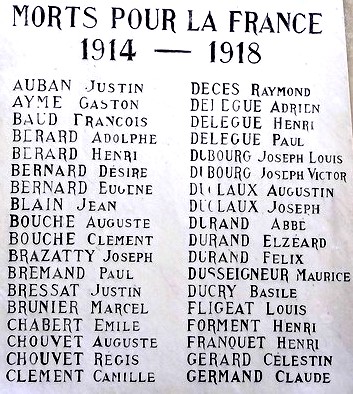 MORTS POUR LA FRANCE
1914 — 1918
AUBAN JUSTIN
AYME GASTON
BAUD FRANCOIS
BERARD ADOLPHE
BERARD HENRI
BERNARD DÉSIRE
BERNARD EUGENE
BLAIN JEAN
BOUCHE AUGUSTE
BOUCHE CLEMENT
BRAZATTY JOSEPH
BREMAND PAUL
BRESSAT JUSTIN
BRUNIER MARCEL
CHABERT EMILE
CHOUVET AUGUSTE
CHOUVET REGIS
CLEMENT CAMILLE
DECES RAYMOND
DELEGUE ADRIEN
DELEGUE HENRI
DELEGUE PAUL
DUBOURG JOSEPH LOUIS
DUBOURG JOSEPH VICTOR
DUCLAUX AUGUSTIN
DUCLAUX JOSEPH
DURAND ABBE
DURAND ELZÉARD
DURAND FELIX
DUSSEIGNEUR MAURICE
DUCRY BASILE
FLIGEAT LOUIS
FORMENT HENRI
FRANQUET HENRI
GERARD CÉLESTIN
GERMAND CLAUDE